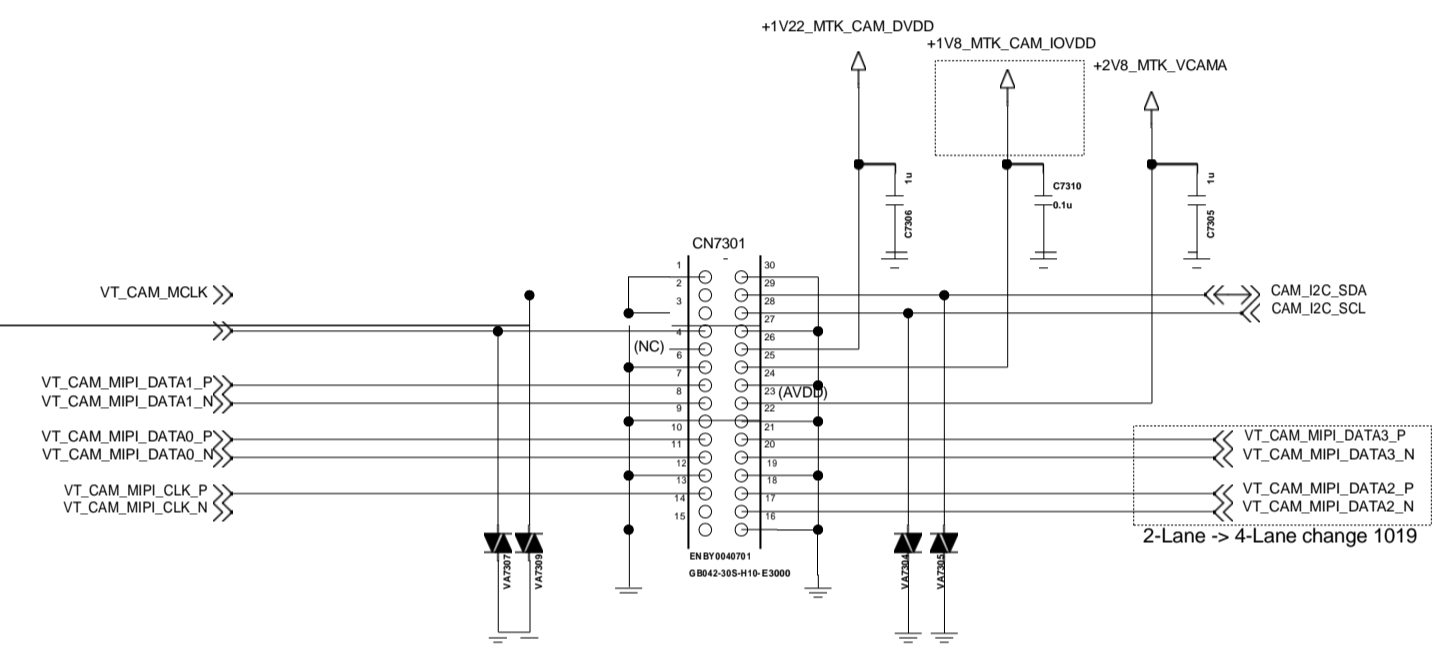 +1V22_MTK_CAM_DVDD
+1V8_MTK_CAM_IOVDD
+2V8_MTK_VCAMA
1u
C7306
C7310
0.1u
1u
C7305
CN7301
-
1
2
3
4
6
7
8
9
10
11
12
13
14
15
30
29
28
27
26
25
24
23
22
21
20
19
18
17
16
(NC)
(AVDD)
VT_CAM_MCLK
VT_CAM_MIPI_DATA1_P
VT_CAM_MIPI_DATA1_N
VT_CAM_MIPI_DATA0_P
VT_CAM_MIPI_DATA0_N
VT_CAM_MIPI_CLK_P
VT_CAM_MIPI_CLK_N
CAM_I2C_SDA
CAM_I2C_SCL
VT_CAM_MIPI_DATA3_P
VT_CAM_MIPI_DATA3_N
VT_CAM_MIPI_DATA2_P
VT_CAM_MIPI_DATA2_N
2-Lane -> 4-Lane change 1019
VA7307
VA7309
VA7304
VA7305
ENBY0040701
GB042-30S-H10-E3000